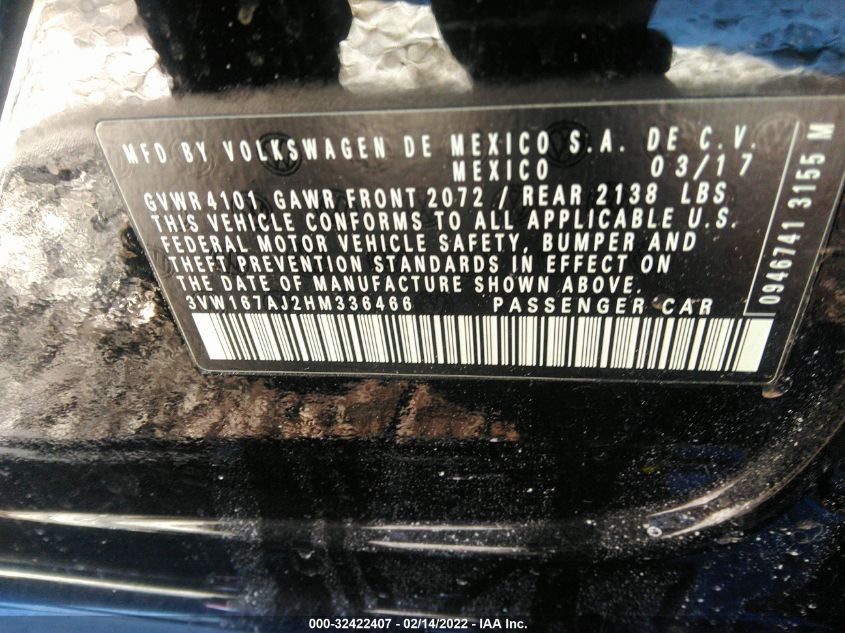 MFD BY VOLKSWAGEN DE MEXICO S.A. DE C.V.
MEXICO 03/17
GVWR 4101 GAWR FRONT 2072 / REAR 2138 LBS
THIS VEHICLE CONFORMS TO ALL APPLICABLE U.S.
FEDERAL MOTOR VEHICLE SAFETY, BUMPER AND
THEFT PREVENTION STANDARDS IN EFFECT ON
THE DATE OF MANUFACTURE SHOWN ABOVE.
3VW167AJ2HM336466 PASSENGER CAR
0946741 3155 M
000-32422407 - 02/14/2022 - IAA Inc.